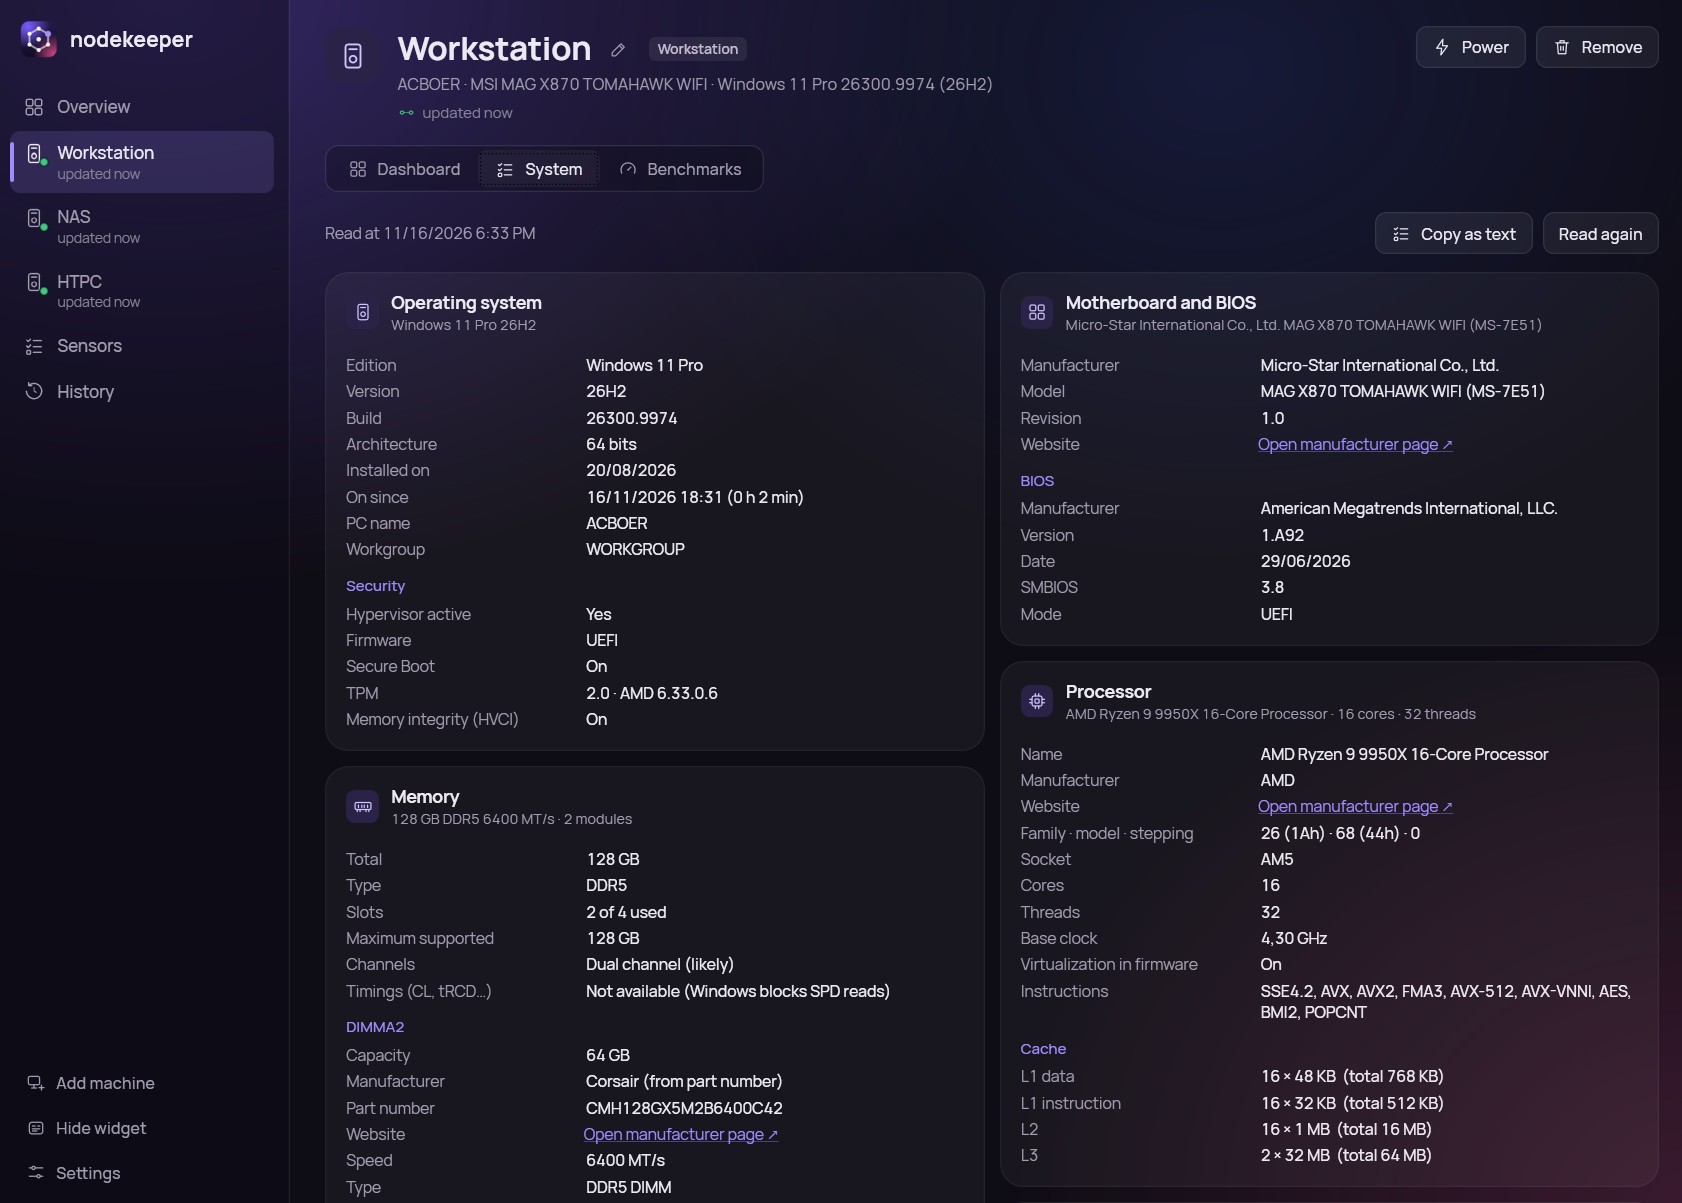 nodekeeper
Overview
Workstation
updated now
NAS
updated now
HTPC
updated now
Sensors
History
Add machine
Hide widget
Settings
Workstation
Workstation
ACBOER · MSI MAG X870 TOMAHAWK WIFI · Windows 11 Pro 26300.9974 (26H2)
updated now
Power
Remove
Dashboard
System
Benchmarks
Read at 11/16/2026 6:33 PM
Copy as text
Read again
Operating system
Windows 11 Pro 26H2
Edition Windows 11 Pro
Version 26H2
Build 26300.9974
Architecture 64 bits
Installed on 20/08/2026
On since 16/11/2026 18:31 (0 h 2 min)
PC name ACBOER
Workgroup WORKGROUP
Security
Hypervisor active Yes
Firmware UEFI
Secure Boot On
TPM 2.0 · AMD 6.33.0.6
Memory integrity (HVCI) On
Memory
128 GB DDR5 6400 MT/s · 2 modules
Total 128 GB
Type DDR5
Slots 2 of 4 used
Maximum supported 128 GB
Channels Dual channel (likely)
Timings (CL, tRCD...) Not available (Windows blocks SPD reads)
DIMMA2
Capacity 64 GB
Manufacturer Corsair (from part number)
Part number CMH128GX5M2B6400C42
Website Open manufacturer page ↗
Speed 6400 MT/s
Type DDR5 DIMM
Motherboard and BIOS
Micro-Star International Co., Ltd. MAG X870 TOMAHAWK WIFI (MS-7E51)
Manufacturer Micro-Star International Co., Ltd.
Model MAG X870 TOMAHAWK WIFI (MS-7E51)
Revision 1.0
Website Open manufacturer page ↗
BIOS
Manufacturer American Megatrends International, LLC.
Version 1.A92
Date 29/06/2026
SMBIOS 3.8
Mode UEFI
Processor
AMD Ryzen 9 9950X 16-Core Processor · 16 cores · 32 threads
Name AMD Ryzen 9 9950X 16-Core Processor
Manufacturer AMD
Website Open manufacturer page ↗
Family · model · stepping 26 (1Ah) · 68 (44h) · 0
Socket AM5
Cores 16
Threads 32
Base clock 4,30 GHz
Virtualization in firmware On
Instructions SSE4.2, AVX, AVX2, FMA3, AVX-512, AVX-VNNI, AES,
BMI2, POPCNT
Cache
L1 data 16 × 48 KB (total 768 KB)
L1 instruction 16 × 32 KB (total 512 KB)
L2 16 × 1 MB (total 16 MB)
L3 2 × 32 MB (total 64 MB)